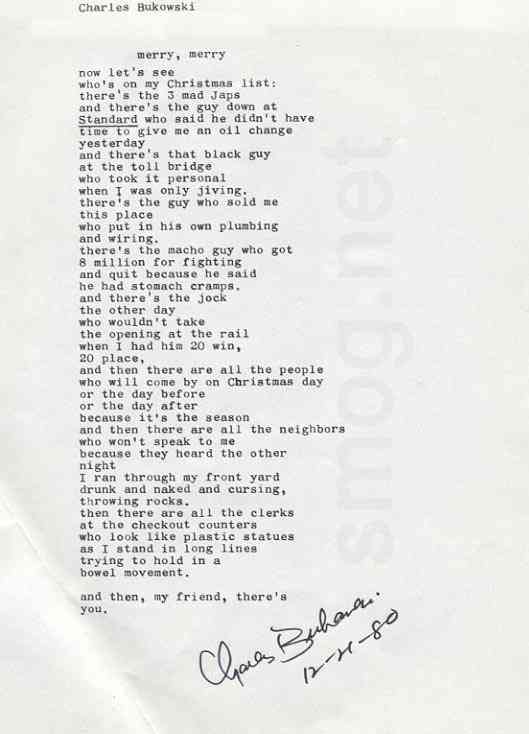 Charles Bukowski
merry, merry
now let's see
who's on my Christmas list:
there's the 3 mad Japs
and there's the guy down at
Standard who said he didn't have
time to give me an oil change
yesterday
and there's that black guy
at the toll bridge
who took it personal
when I was only jiving.
there's the guy who sold me
this place
who put in his own plumbing
and wiring.
there's the macho guy who got
8 million for fighting
and quit because he said
he had stomach cramps.
and there's the jock
the other day
who wouldn't take
the opening at the rail
when I had him 20 win,
20 place,
and then there are all the people
who will come by on Christmas day
or the day before
or the day after
because it's the season
and then there are all the neighbors
who won't speak to me
because they heard the other
night
I ran through my front yard
drunk and naked and cursing,
throwing rocks.
then there are all the clerks
at the checkout counters
who look like plastic statues
as I stand in long lines
trying to hold in a
bowel movement.
and then, my friend, there's
you.
Charles Bukowski
12-21-80
smog.net